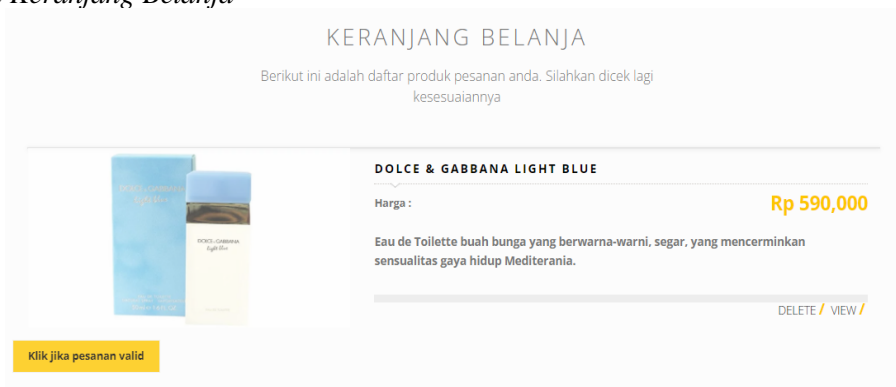 Keranjang Belanja
KERANJANG BELANJA
Berikut ini adalah daftar produk pesanan anda. Silahkan dicek lagi
kesesuaiannya
DOLCE & GABBANA LIGHT BLUE
Harga :
Rp 590,000
Eau de Toilette buah bunga yang berwarna-warni, segar, yang mencerminkan
sensualitas gaya hidup Mediterania.
DELETE / VIEW /
DOLCE & GABBANA
Light Blue
DOLCE & GABBANA
Light Blue
Klik jika pesanan valid